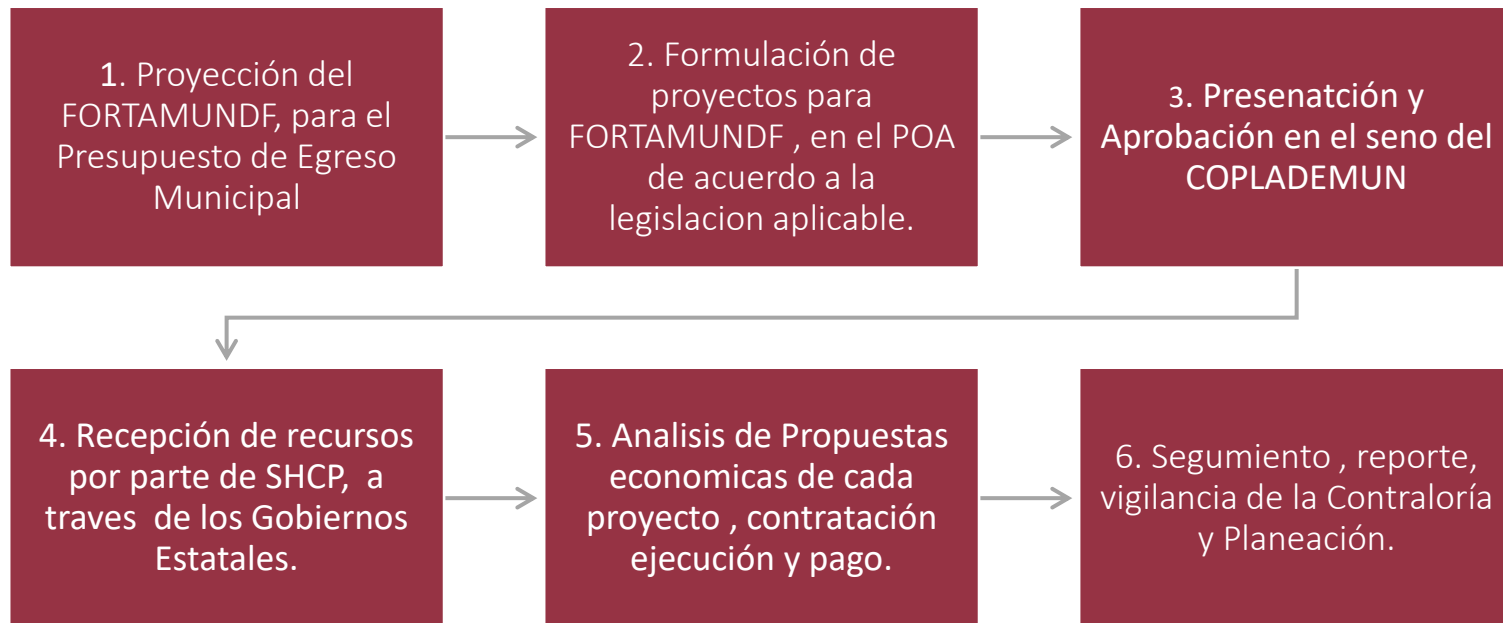 1. Proyección del
FORTAMUNDF, para el
Presupuesto de Egreso
Municipal
2. Formulación de
proyectos para
FORTAMUNDF , en el POA
de acuerdo a la
legislacion aplicable.
3. Presenatción y
Aprobación en el seno del
COPLADEMUN
4. Recepción de recursos
por parte de SHCP, a
traves de los Gobiernos
Estatales.
5. Analisis de Propuestas
economicas de cada
proyecto , contratación
ejecución y pago.
6. Segumiento , reporte,
vigilancia de la Contraloría
y Planeación.